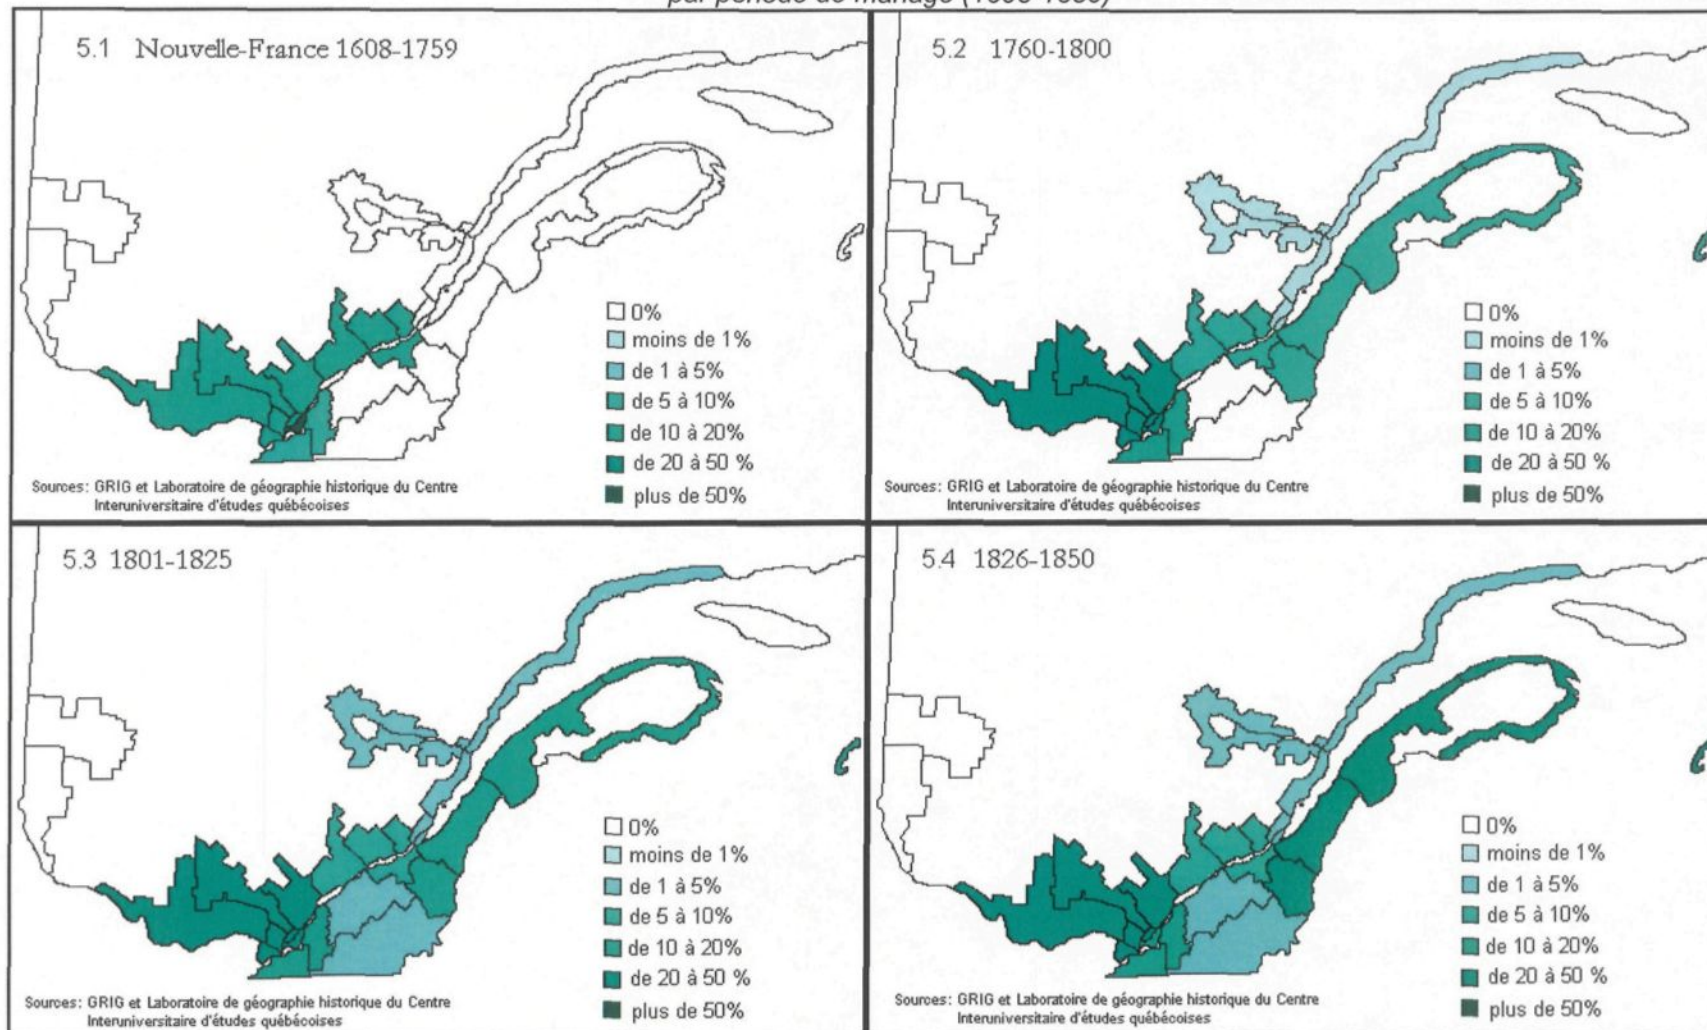 par période de mariage (1608-1850)
5.1 Nouvelle-France 1608-1759
0%
moins de 1%
de 1 à 5%
de 5 à 10%
de 10 à 20%
de 20 à 50 %
plus de 50%
Sources: GRIG et Laboratoire de géographie historique du Centre
Interuniversitaire d'études québécoises
5.2 1760-1800
0%
moins de 1%
de 1 à 5%
de 5 à 10%
de 10 à 20%
de 20 à 50 %
plus de 50%
Sources: GRIG et Laboratoire de géographie historique du Centre
Interuniversitaire d'études québécoises
5.3 1801-1825
0%
moins de 1%
de 1 à 5%
de 5 à 10%
de 10 à 20%
de 20 à 50 %
Sources: GRIG et Laboratoire de géographie historique du Centre
plus de 50%
Interuniversitaire d'études québécoises
5.4 1826-1850
0%
moins de 1%
de 1 à 5%
de 5 à 10%
de 10 à 20%
de 20 à 50 %
Sources: GRIG et Laboratoire de géographie historique du Centre
plus de 50%
Interuniversitaire d'études québécoises